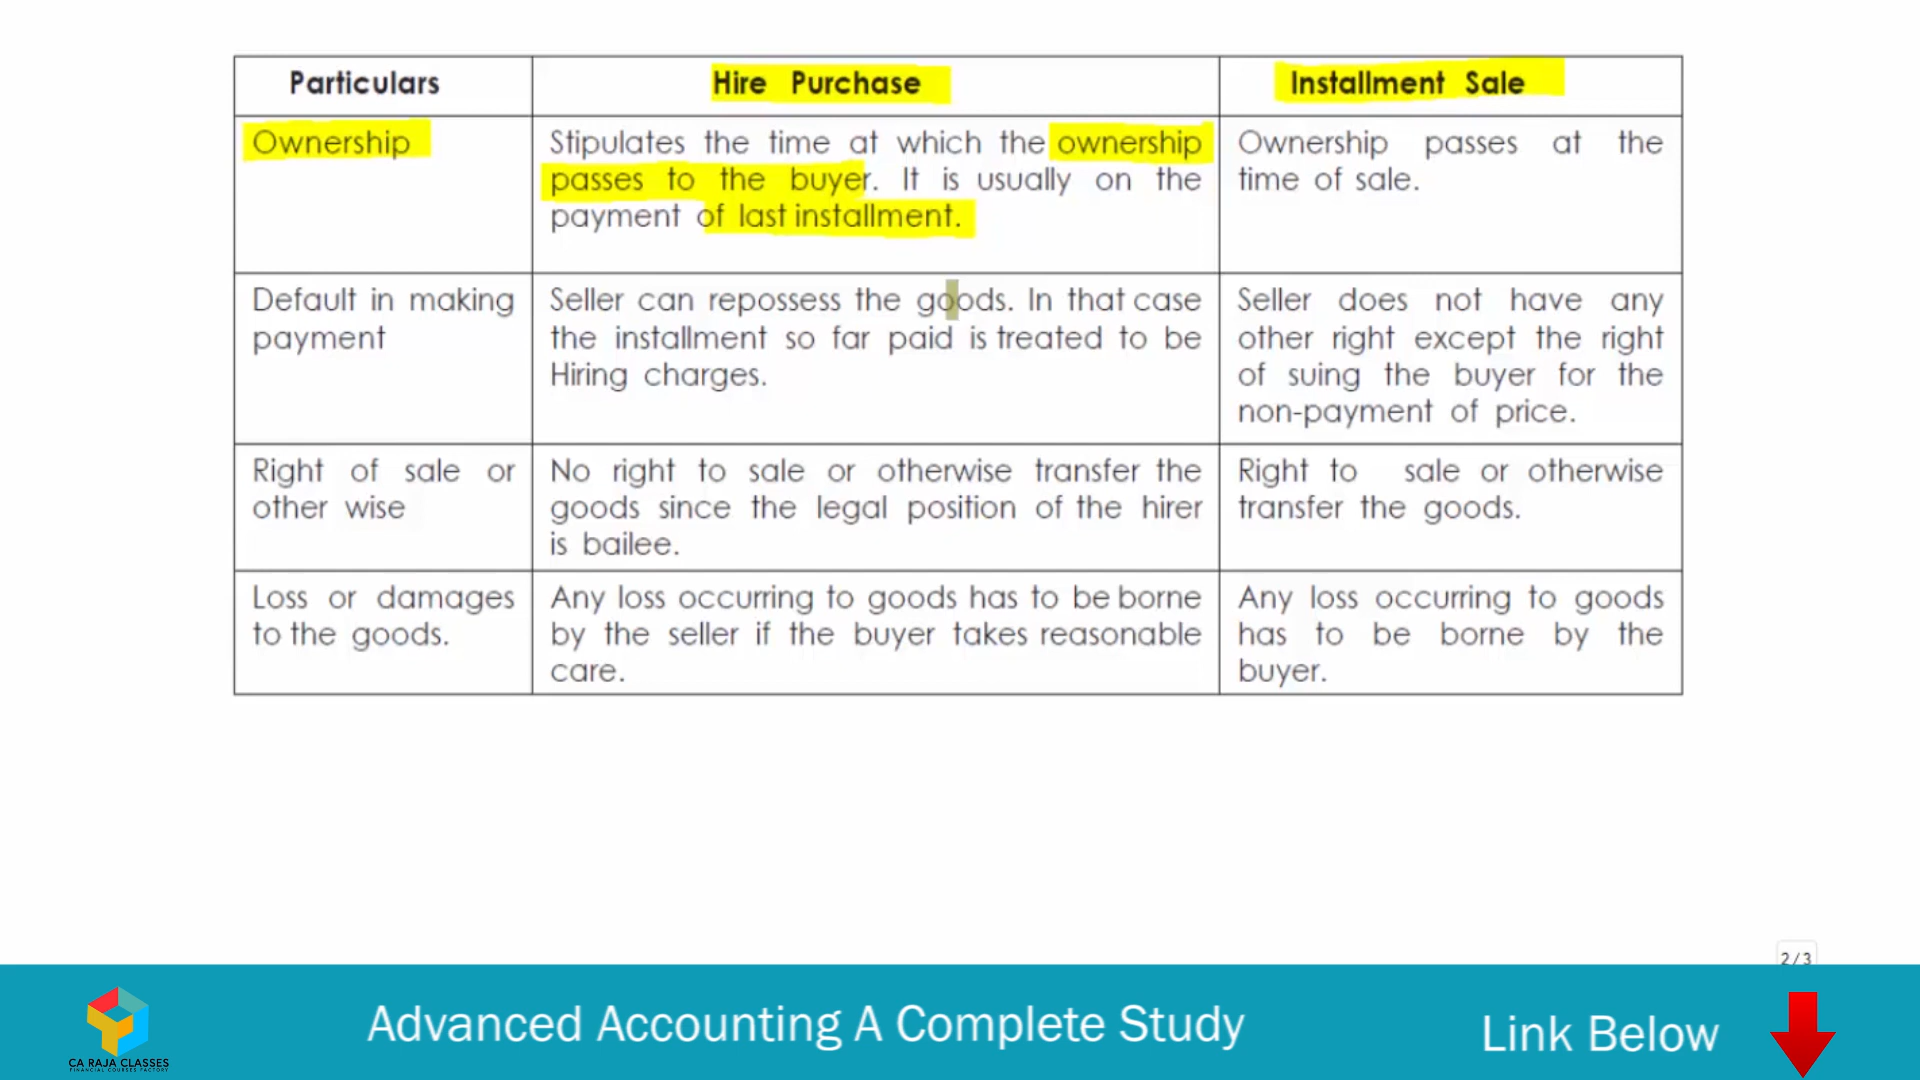 Particulars
Hire Purchase
Installment Sale
Ownership
Stipulates the time at which the ownership
passes to the buyer. It is usually on the
payment of last installment.
Ownership passes at the
time of sale.
Default in making
payment
Seller can repossess the goods. In that case
the installment so far paid is treated to be
Hiring charges.
Seller does not have any
other right except the right
of suing the buyer for the
non-payment of price.
Right of sale or
other wise
No right to sale or otherwise transfer the
goods since the legal position of the hirer
is bailee.
Right to sale or otherwise
transfer the goods.
Loss or damages
to the goods.
Any loss occurring to goods has to be borne
by the seller if the buyer takes reasonable
care.
Any loss occurring to goods
has to be borne by the
buyer.
2/3
CA RAJA CLASSES
FINANCIAL COURSES FACTORY
Advanced Accounting A Complete Study
Link Below